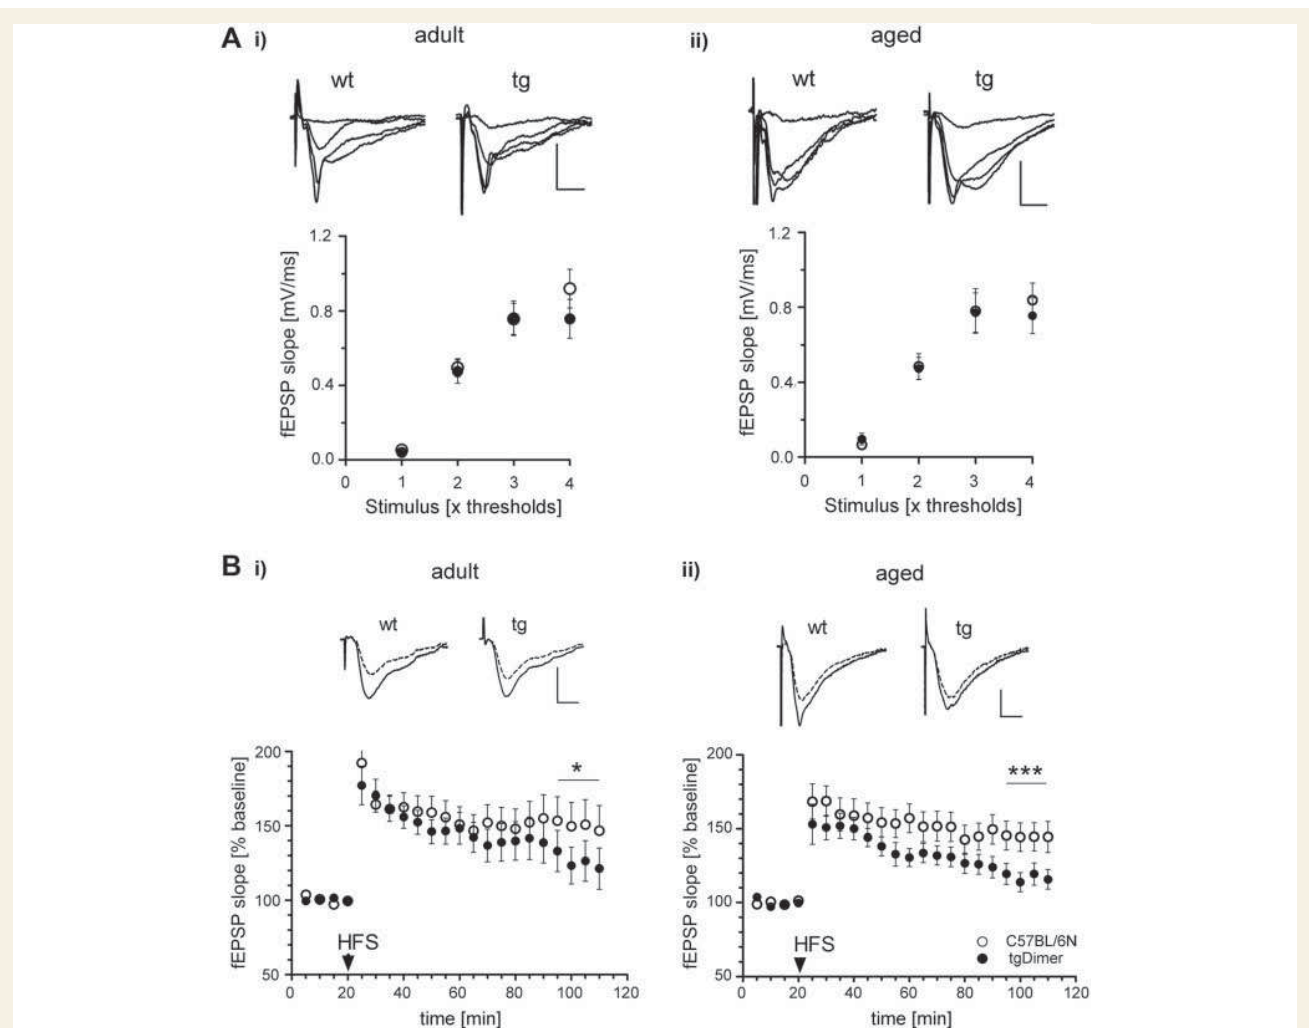 A i) adult ii) aged
wt tg wt tg
1.2 1.2
fEPSP slope [mV/ms] fEPSP slope [mV/ms]
0.8 0.8
0.4 0.4
0.0 0.0
0 1 2 3 4 0 1 2 3 4
Stimulus [x thresholds] Stimulus [x thresholds]
B i) adult ii) aged
wt tg wt tg
200 200
fEPSP slope [% baseline] fEPSP slope [% baseline]
* ***
150 150
100 100
HFS HFS
C57BL/6N
tgDimer
50 50
0 20 40 60 80 100 120 0 20 40 60 80 100 120
time [min] time [min]